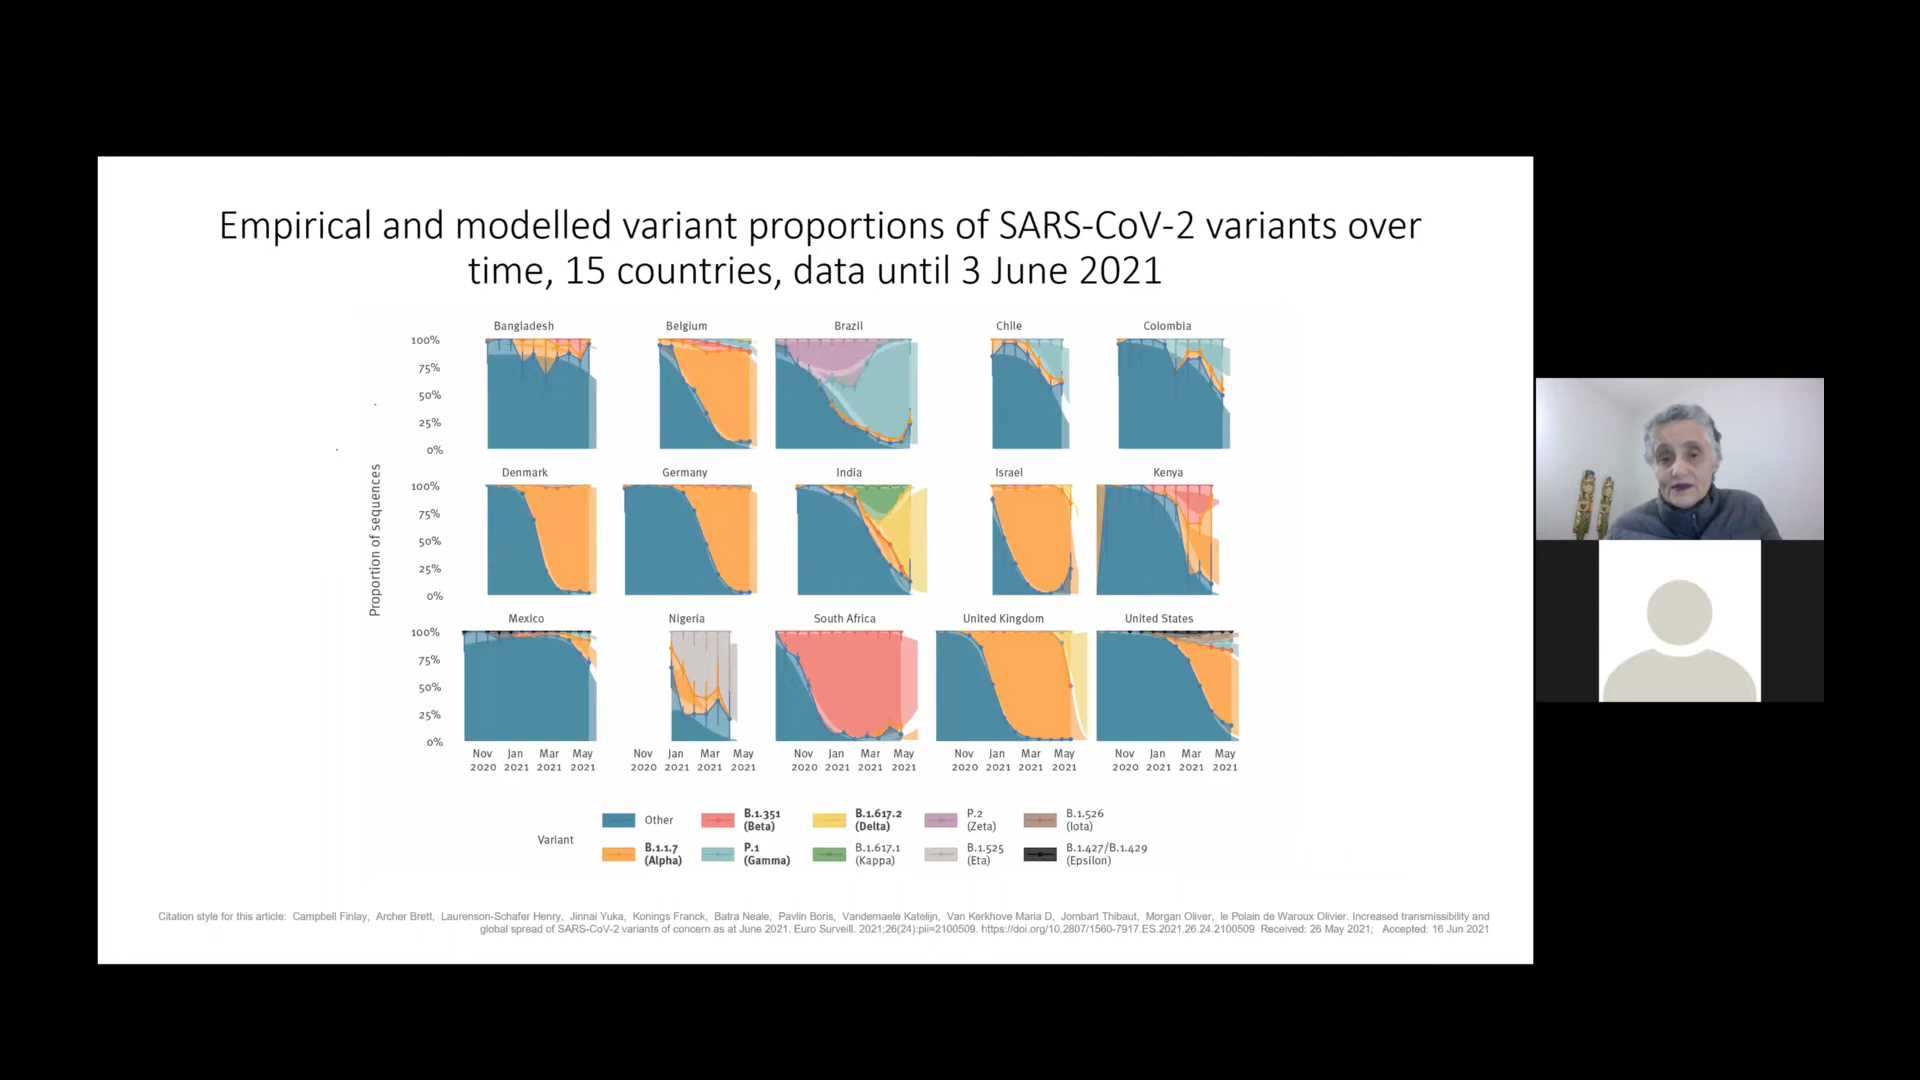 Empirical and modelled variant proportions of SARS-CoV-2 variants over
time, 15 countries, data until 3 June 2021
Bangladesh Belgium Brazil Chile Colombia
100%
75%
50%
25%
0%
Denmark Germany India Israel Kenya
100%
75%
50%
25%
0%
Mexico Nigeria South Africa United Kingdom United States
100%
75%
50%
25%
0%
Proportion of sequences
Nov Jan Mar May Nov Jan Mar May Nov Jan Mar May Nov Jan Mar May Nov Jan Mar May
2020 2021 2021 2021 2020 2021 2021 2021 2020 2021 2021 2021 2020 2021 2021 2021 2020 2021 2021 2021
Variant
Other
B.1.1.7
(Alpha)
B.1.351
(Beta)
P.1
(Gamma)
B.1.617.2
(Delta)
B.1.617.1
(Kappa)
P.2
(Zeta)
B.1.525
(Eta)
B.1.526
(Iota)
B.1.427/B.1.429
(Epsilon)
Citation style for this article: Campbell Finlay, Archer Brett, Laurenson-Schafer Henry, Jinnai Yuka, Konings Franck, Batra Neale, Pavlin Boris, Vandemaele Katelijn, Van Kerkhove Maria D, Jombart Thibaut, Morgan Oliver, le Polain de Waroux Olivier. Increased transmissibility and
global spread of SARS-CoV-2 variants of concern as at June 2021. Euro Surveill. 2021;26(24):pii=2100509. https://doi.org/10.2807/1560-7917.ES.2021.26.24.2100509 Received: 26 May 2021; Accepted: 16 Jun 2021